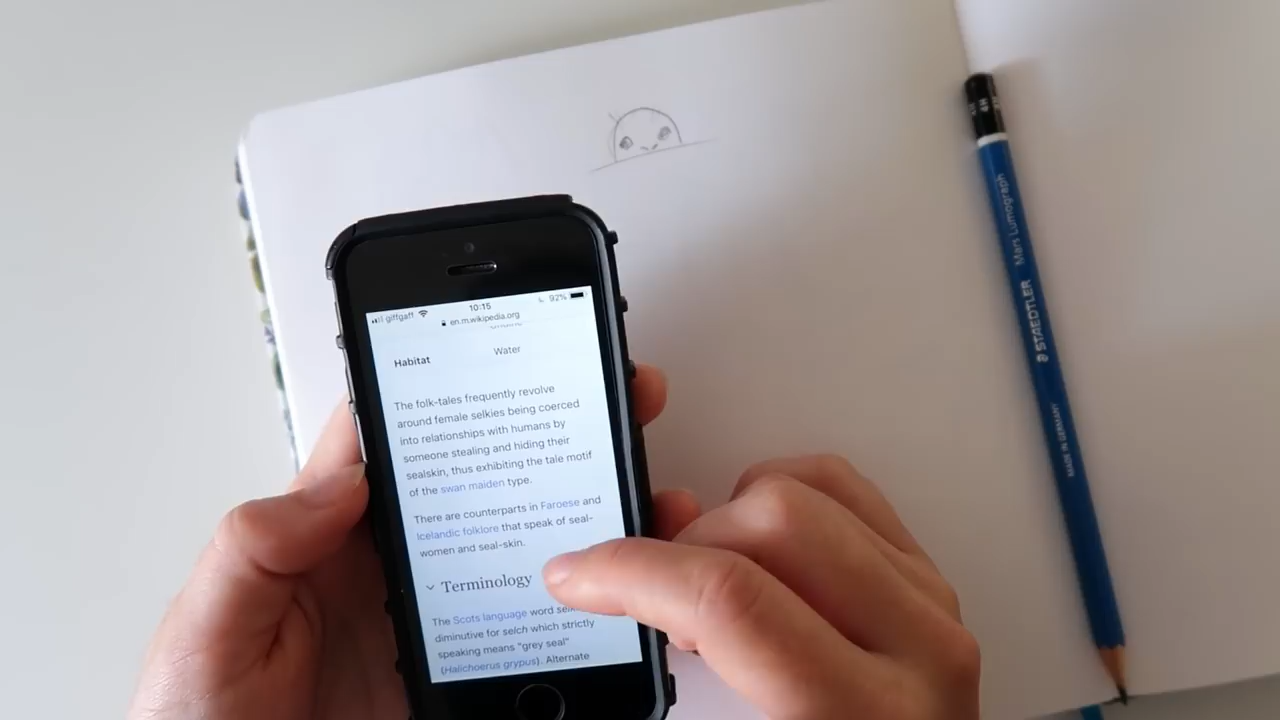 giffgaff 10:15 92%
en.m.wikipedia.org
Habitat Water
The folk-tales frequently revolve
around female selkies being coerced
into relationships with humans by
someone stealing and hiding their
sealskin, thus exhibiting the tale motif
of the swan maiden type.
There are counterparts in Faroese and
Icelandic folklore that speak of seal-
women and seal-skin.
Terminology
The Scots language word
diminutive for selch which strictly
speaking means "grey seal"
(Halichoerus grypus). Alternate
4H
Mars Lumograph
STAEDTLER
MADE IN GERMANY